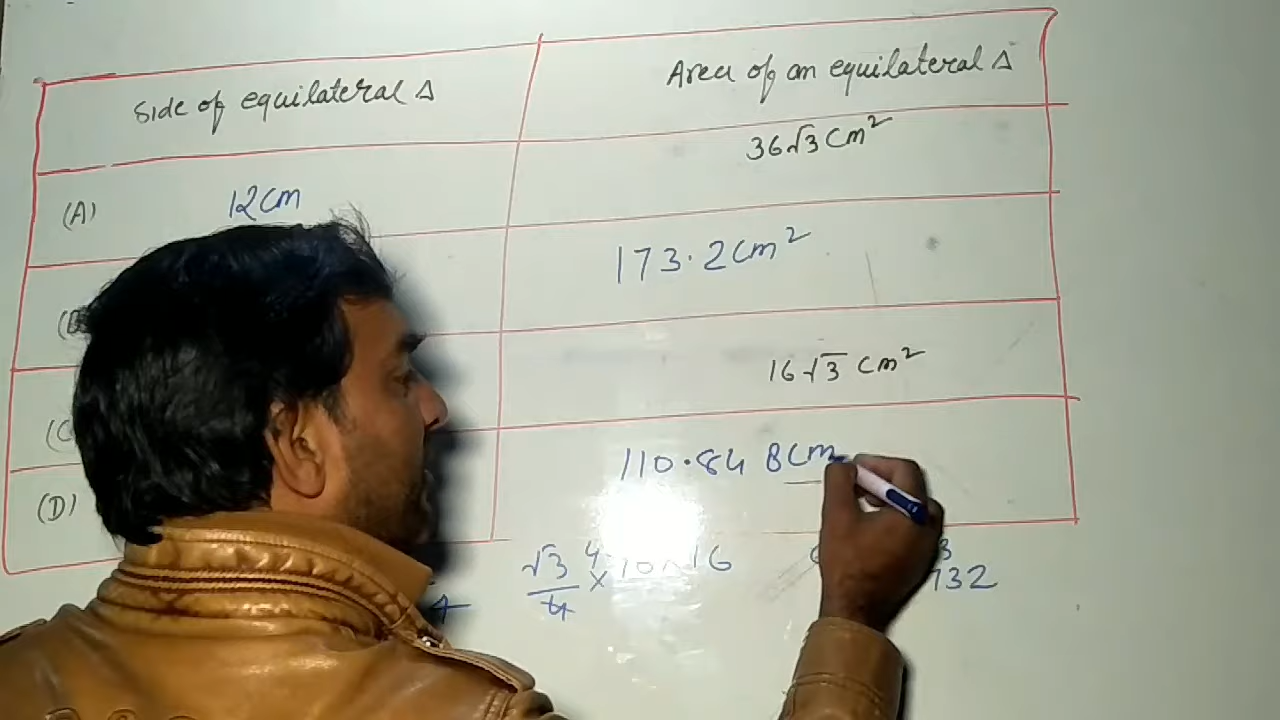 Side of equilateral Δ
Area of an equilateral Δ
36√3 Cm²
(A) 12Cm
173.2Cm²
16√3 Cm²
110.848Cm
(D)
√3/4 × 16
732